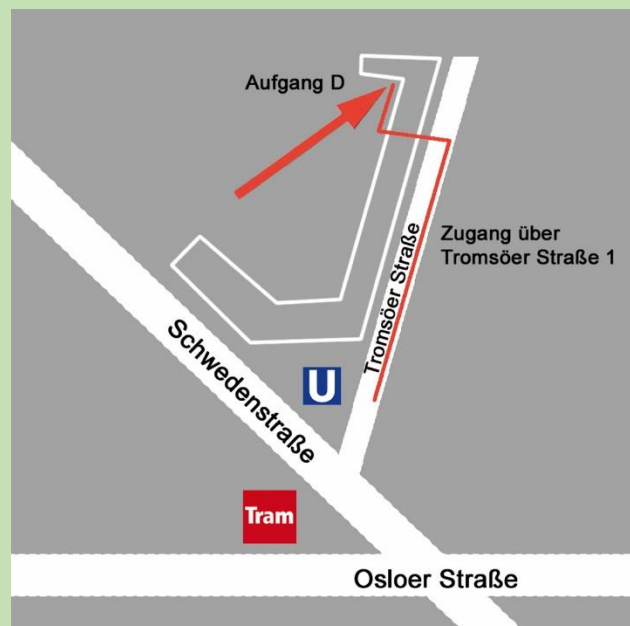 Aufgang D
Zugang über
Tromsöer Straße 1
Tromsöer Straße
Schwedenstraße
U
Tram
Osloer Straße